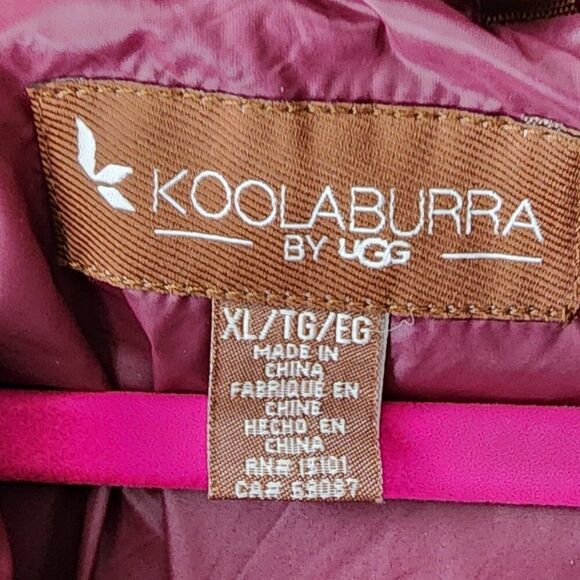 KOOLABURRA
BY UGG
XL/TG/EG
MADE IN
CHINA
FABRIQUE EN
CHINE
HECHO EN
CHINA
RN#
CA#